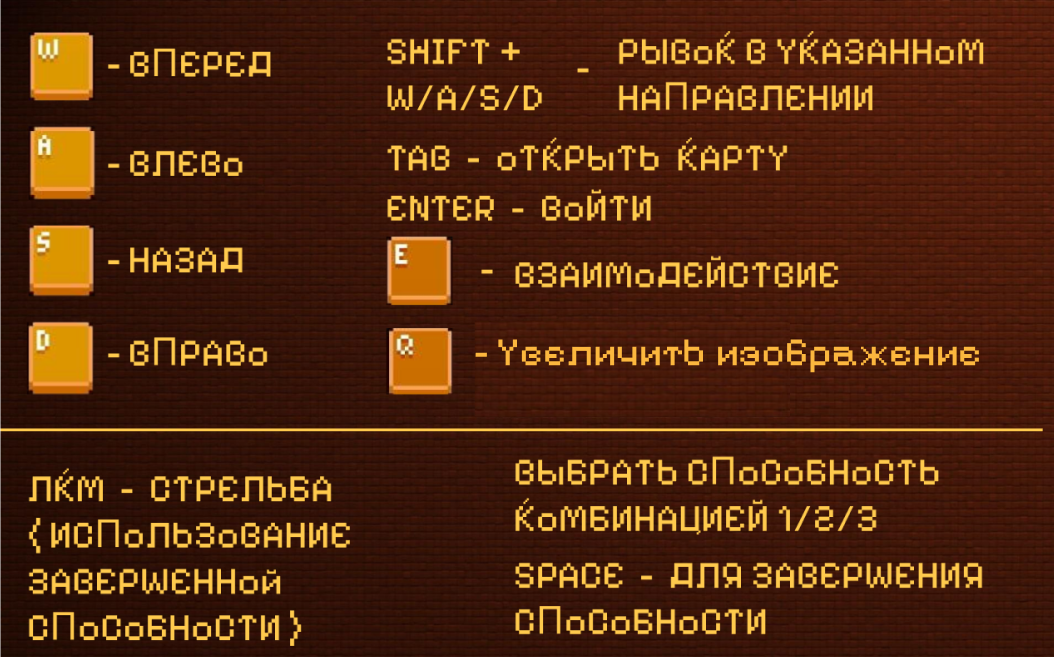 W - ВПЕРЕД
A - ВЛЕВО
S - НАЗАД
D - ВПРАВО
SHIFT +
W/A/S/D
- РЫВОК В УКАЗАННОМ
НАПРАВЛЕНИИ
TAB - ОТКРЫТЬ КАРТУ
ENTER - ВОЙТИ
E - ВЗАИМОДЕЙСТВИЕ
Q - Увеличить изображение
ЛКМ - СТРЕЛЬБА
(ИСПОЛЬЗОВАНИЕ
ЗАВЕРШЕННОЙ
СПОСОБНОСТИ)
ВЫБРАТЬ СПОСОБНОСТЬ
КОМБИНАЦИЕЙ 1/2/3
SPACE - ДЛЯ ЗАВЕРШЕНИЯ
СПОСОБНОСТИ